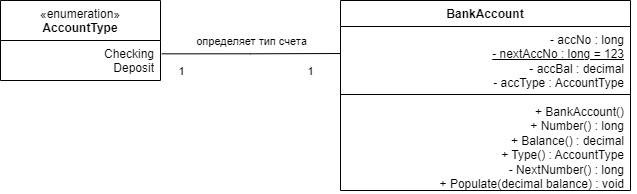 «enumeration»
AccountType
Checking
Deposit
определяет тип счета
1
1
BankAccount
- accNo : long
- nextAccNo : long = 123
- accBal : decimal
- accType : AccountType
+ BankAccount()
+ Number() : long
+ Balance() : decimal
+ Type() : AccountType
- NextNumber() : long
+ Populate(decimal balance) : void